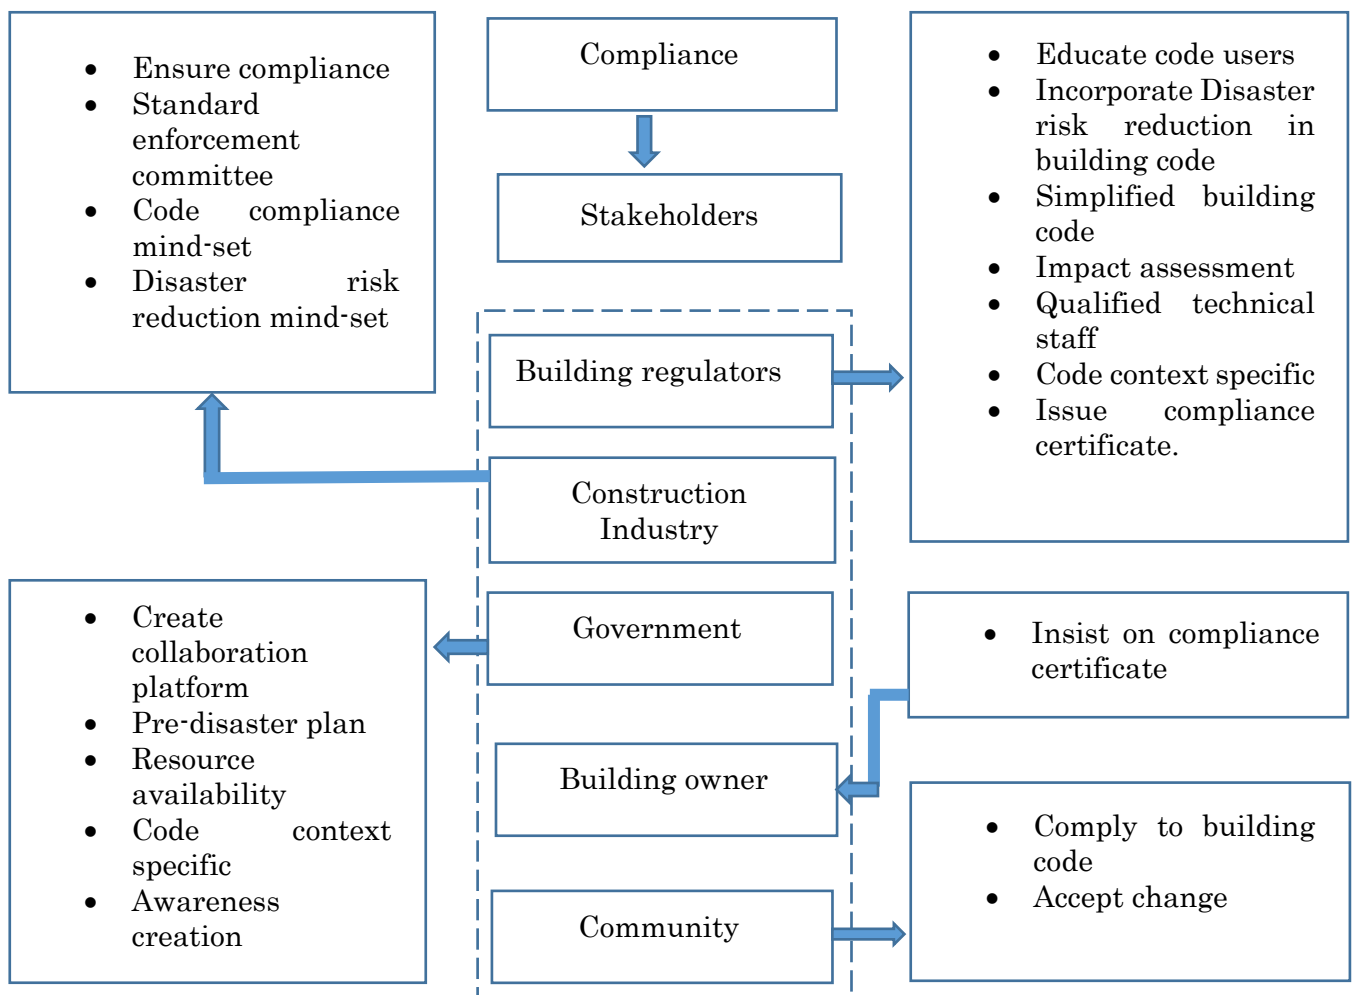 • Ensure compliance
• Standard
enforcement
committee
• Code compliance
mind-set
• Disaster risk
reduction mind-set
Compliance
Stakeholders
• Educate code users
• Incorporate Disaster
risk reduction in
building code
• Simplified building
code
• Impact assessment
• Qualified technical
staff
• Code context specific
• Issue compliance
certificate.
Building regulators
Construction
Industry
Government
Building owner
Community
• Create
collaboration
platform
• Pre-disaster plan
• Resource
availability
• Code context
specific
• Awareness
creation
• Insist on compliance
certificate
• Comply to building
code
• Accept change